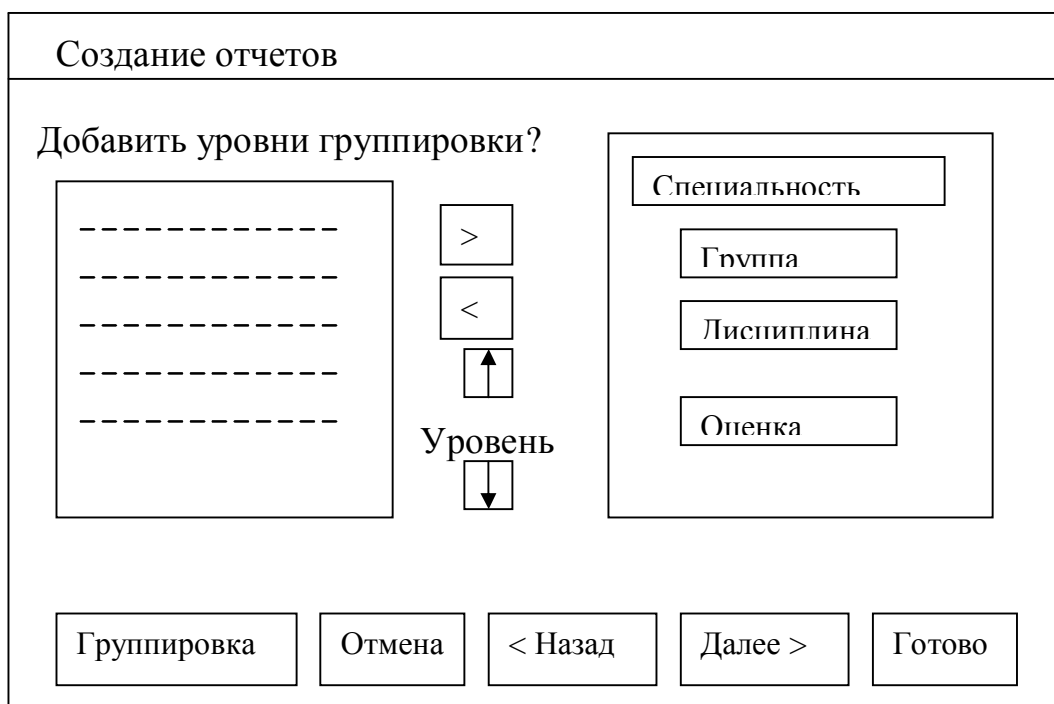 Создание отчетов
Добавить уровни группировки?
>
<
Уровень
Специальность
Группа
Дисциплина
Оценка
Группировка
Отмена
< Назад
Далее >
Готово